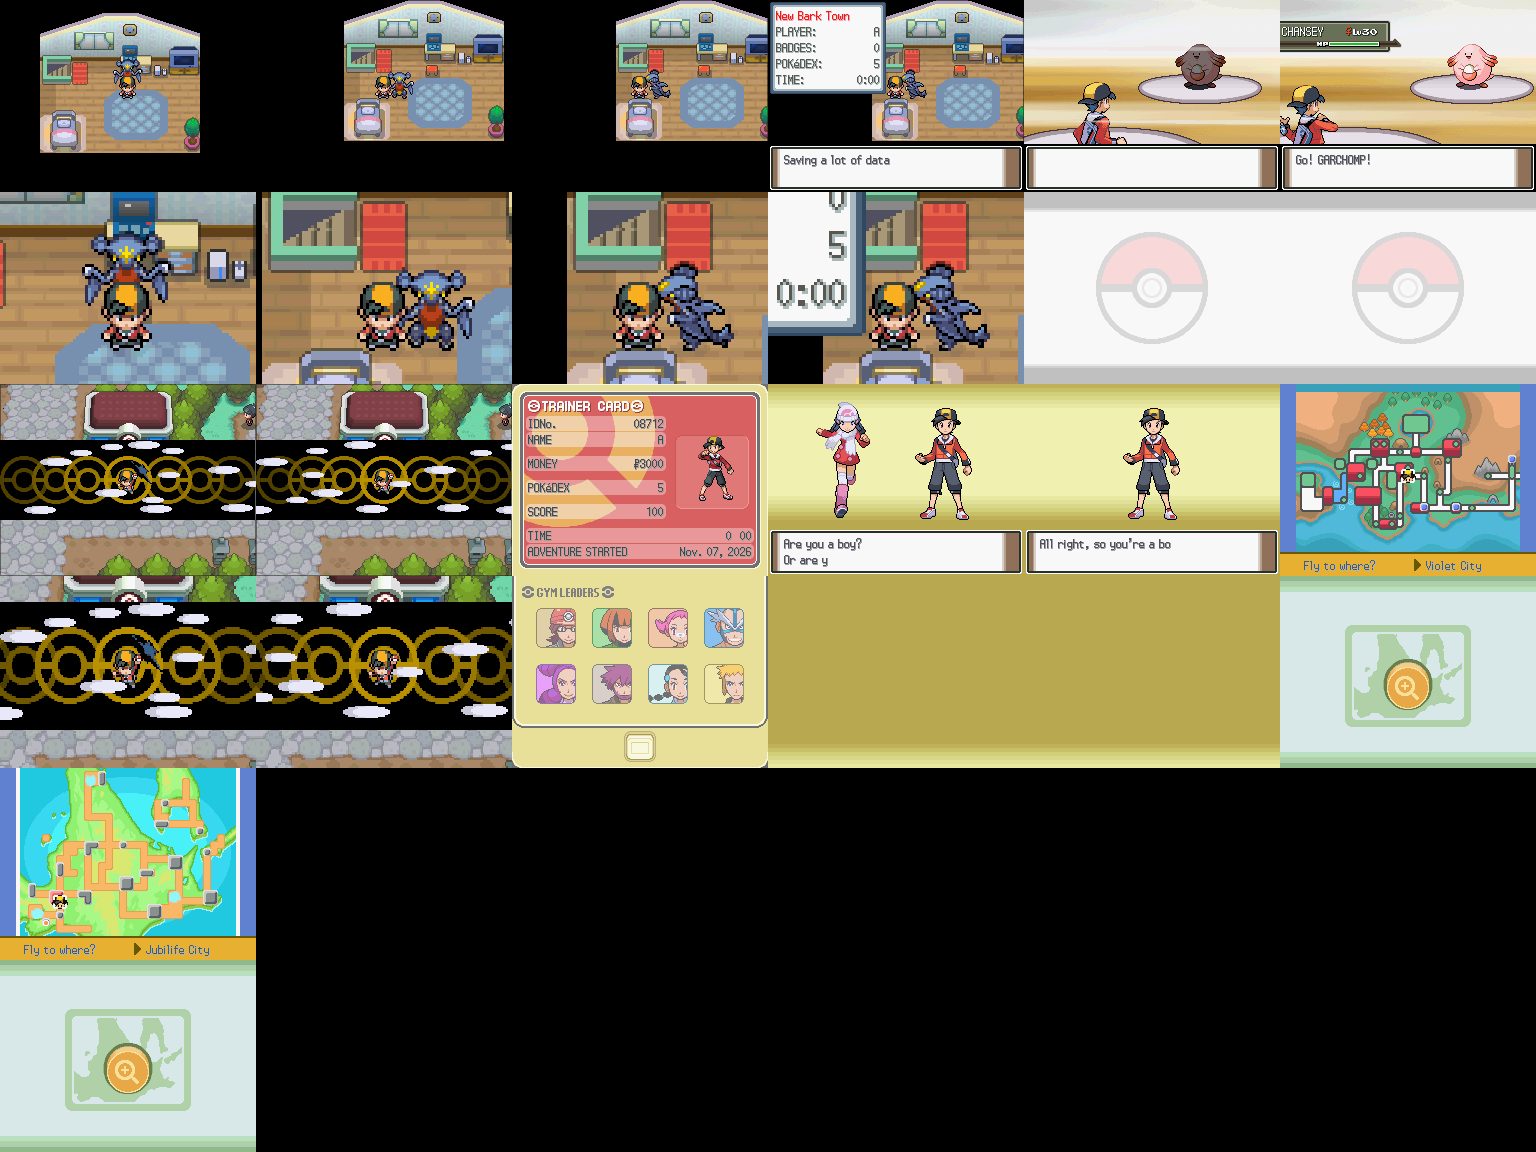 New Bark Town
PLAYER: A
BADGES: 0
POKéDEX: 5
TIME: 0:00
Saving a lot of data
CHANSEY Lv30
HP
Go! GARCHOMP!
0
5
0:00
TRAINER CARD
IDNo. 08712
NAME A
MONEY ₽3000
POKéDEX 5
SCORE 100
TIME 0 00
ADVENTURE STARTED Nov. 07, 2026
GYM LEADERS
Are you a boy?
Or are y
All right, so you're a bo
Fly to where? Violet City
Fly to where? Jubilife City